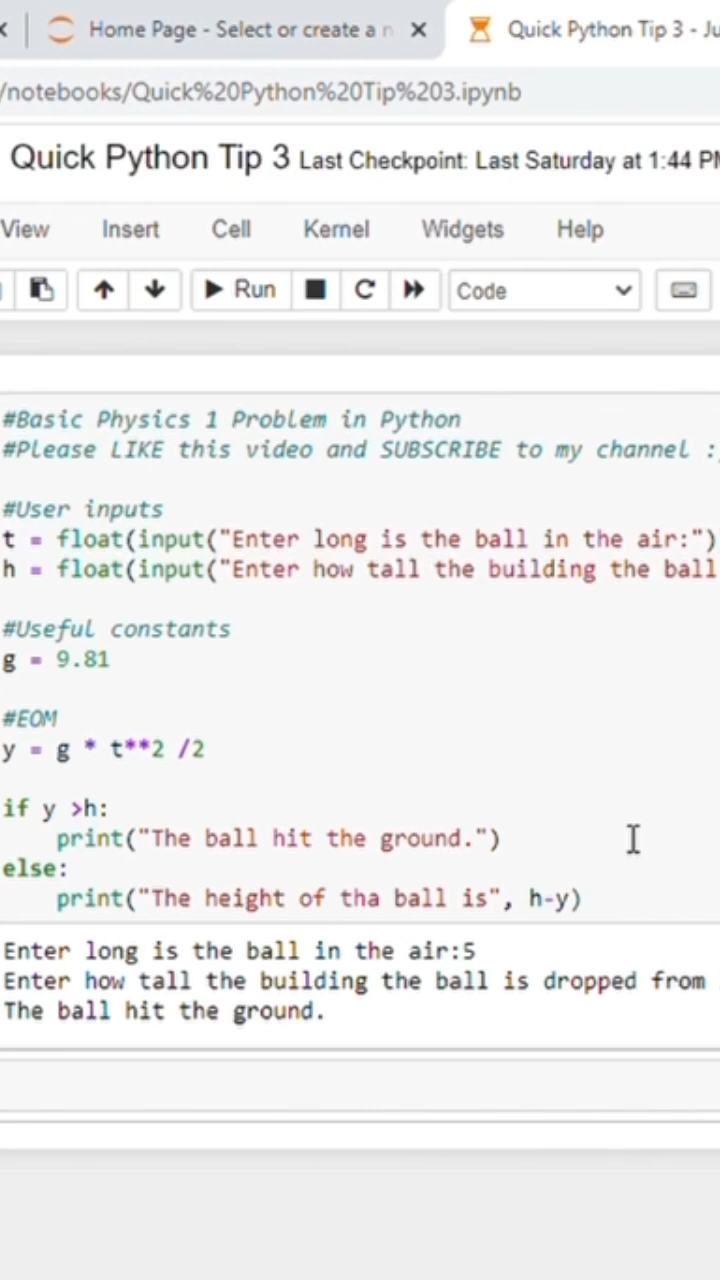 Home Page - Select or create a n
Quick Python Tip 3 - Ju
/notebooks/Quick%20Python%20Tip%203.ipynb
Quick Python Tip 3 Last Checkpoint: Last Saturday at 1:44 PM
View Insert Cell Kernel Widgets Help
Run Code
#Basic Physics 1 Problem in Python
#Please LIKE this video and SUBSCRIBE to my channel :
#User inputs
t = float(input("Enter long is the ball in the air:")
h = float(input("Enter how tall the building the ball
#Useful constants
g = 9.81
#EOM
y = g * t**2 /2
if y >h:
print("The ball hit the ground.")
else:
print("The height of tha ball is", h-y)
Enter long is the ball in the air:5
Enter how tall the building the ball is dropped from
The ball hit the ground.